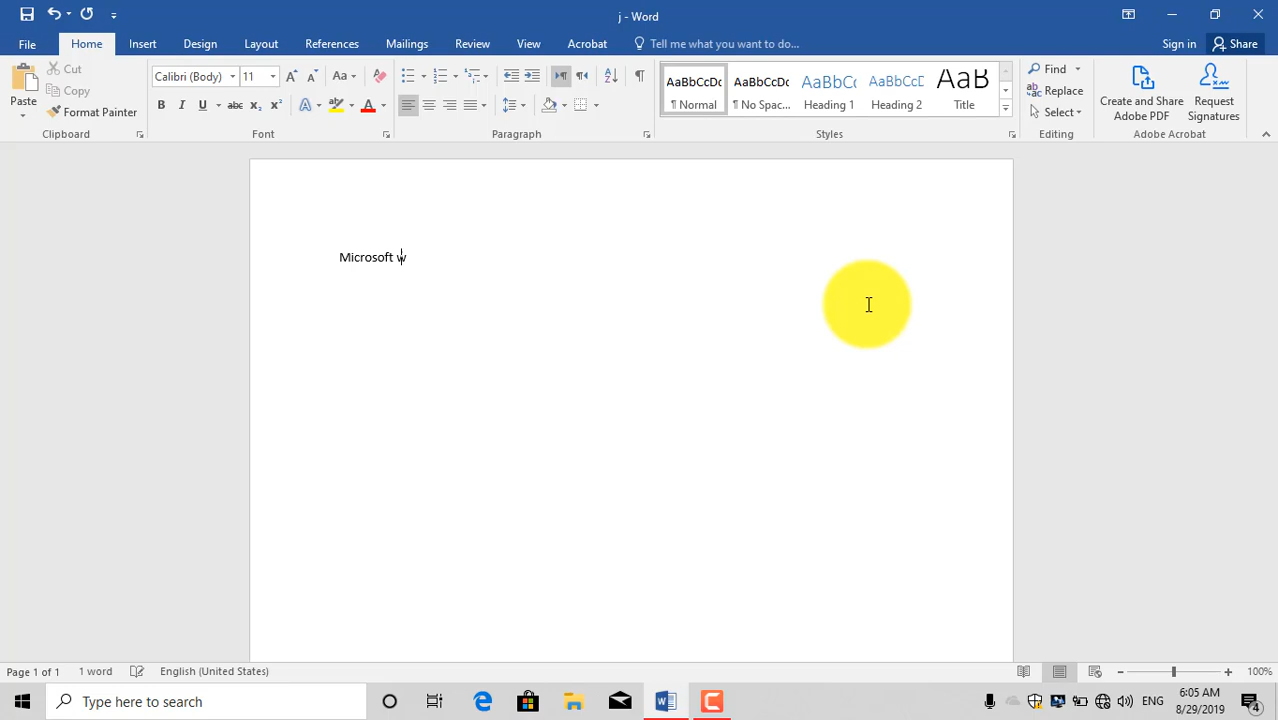 j - Word
File Home Insert Design Layout References Mailings Review View Acrobat Tell me what you want to do... Sign in Share
Paste Cut Copy Format Painter
Calibri (Body) 11
AaBbCcDc AaBbCcDc AaBbCc AaBbCcD AaB
¶ Normal ¶ No Spac... Heading 1 Heading 2 Title
Find Replace Select
Create and Share Adobe PDF
Request Signatures
Clipboard Font Paragraph Styles Editing Adobe Acrobat
Microsoft w
Page 1 of 1 1 word English (United States) 100%
Type here to search
ENG
6:05 AM
8/29/2019
4